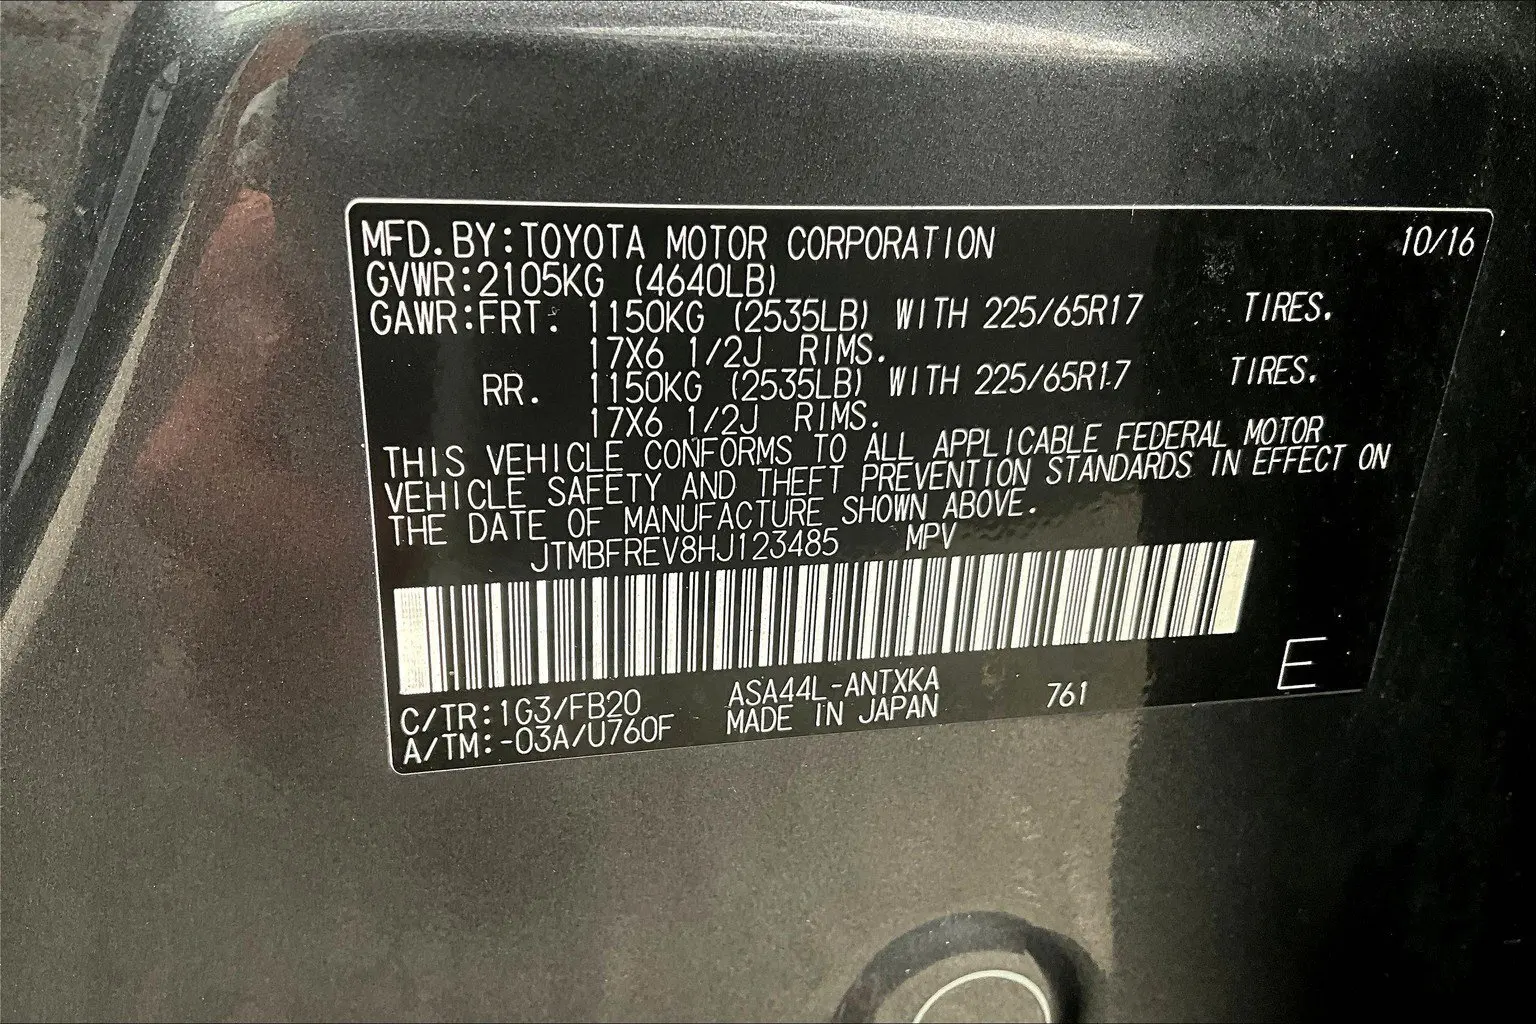 MFD.BY:TOYOTA MOTOR CORPORATION 10/16
GVWR:2105KG (4640LB)
GAWR:FRT. 1150KG (2535LB) WITH 225/65R17 TIRES.
17X6 1/2J RIMS.
RR. 1150KG (2535LB) WITH 225/65R17 TIRES.
17X6 1/2J RIMS.
THIS VEHICLE CONFORMS TO ALL APPLICABLE FEDERAL MOTOR
VEHICLE SAFETY AND THEFT PREVENTION STANDARDS IN EFFECT ON
THE DATE OF MANUFACTURE SHOWN ABOVE.
JTMBFREV8HJ123485 MPV
E
C/TR:1G3/FB20 ASA44L-ANTXKA 761
A/TM:-03A/U760F MADE IN JAPAN